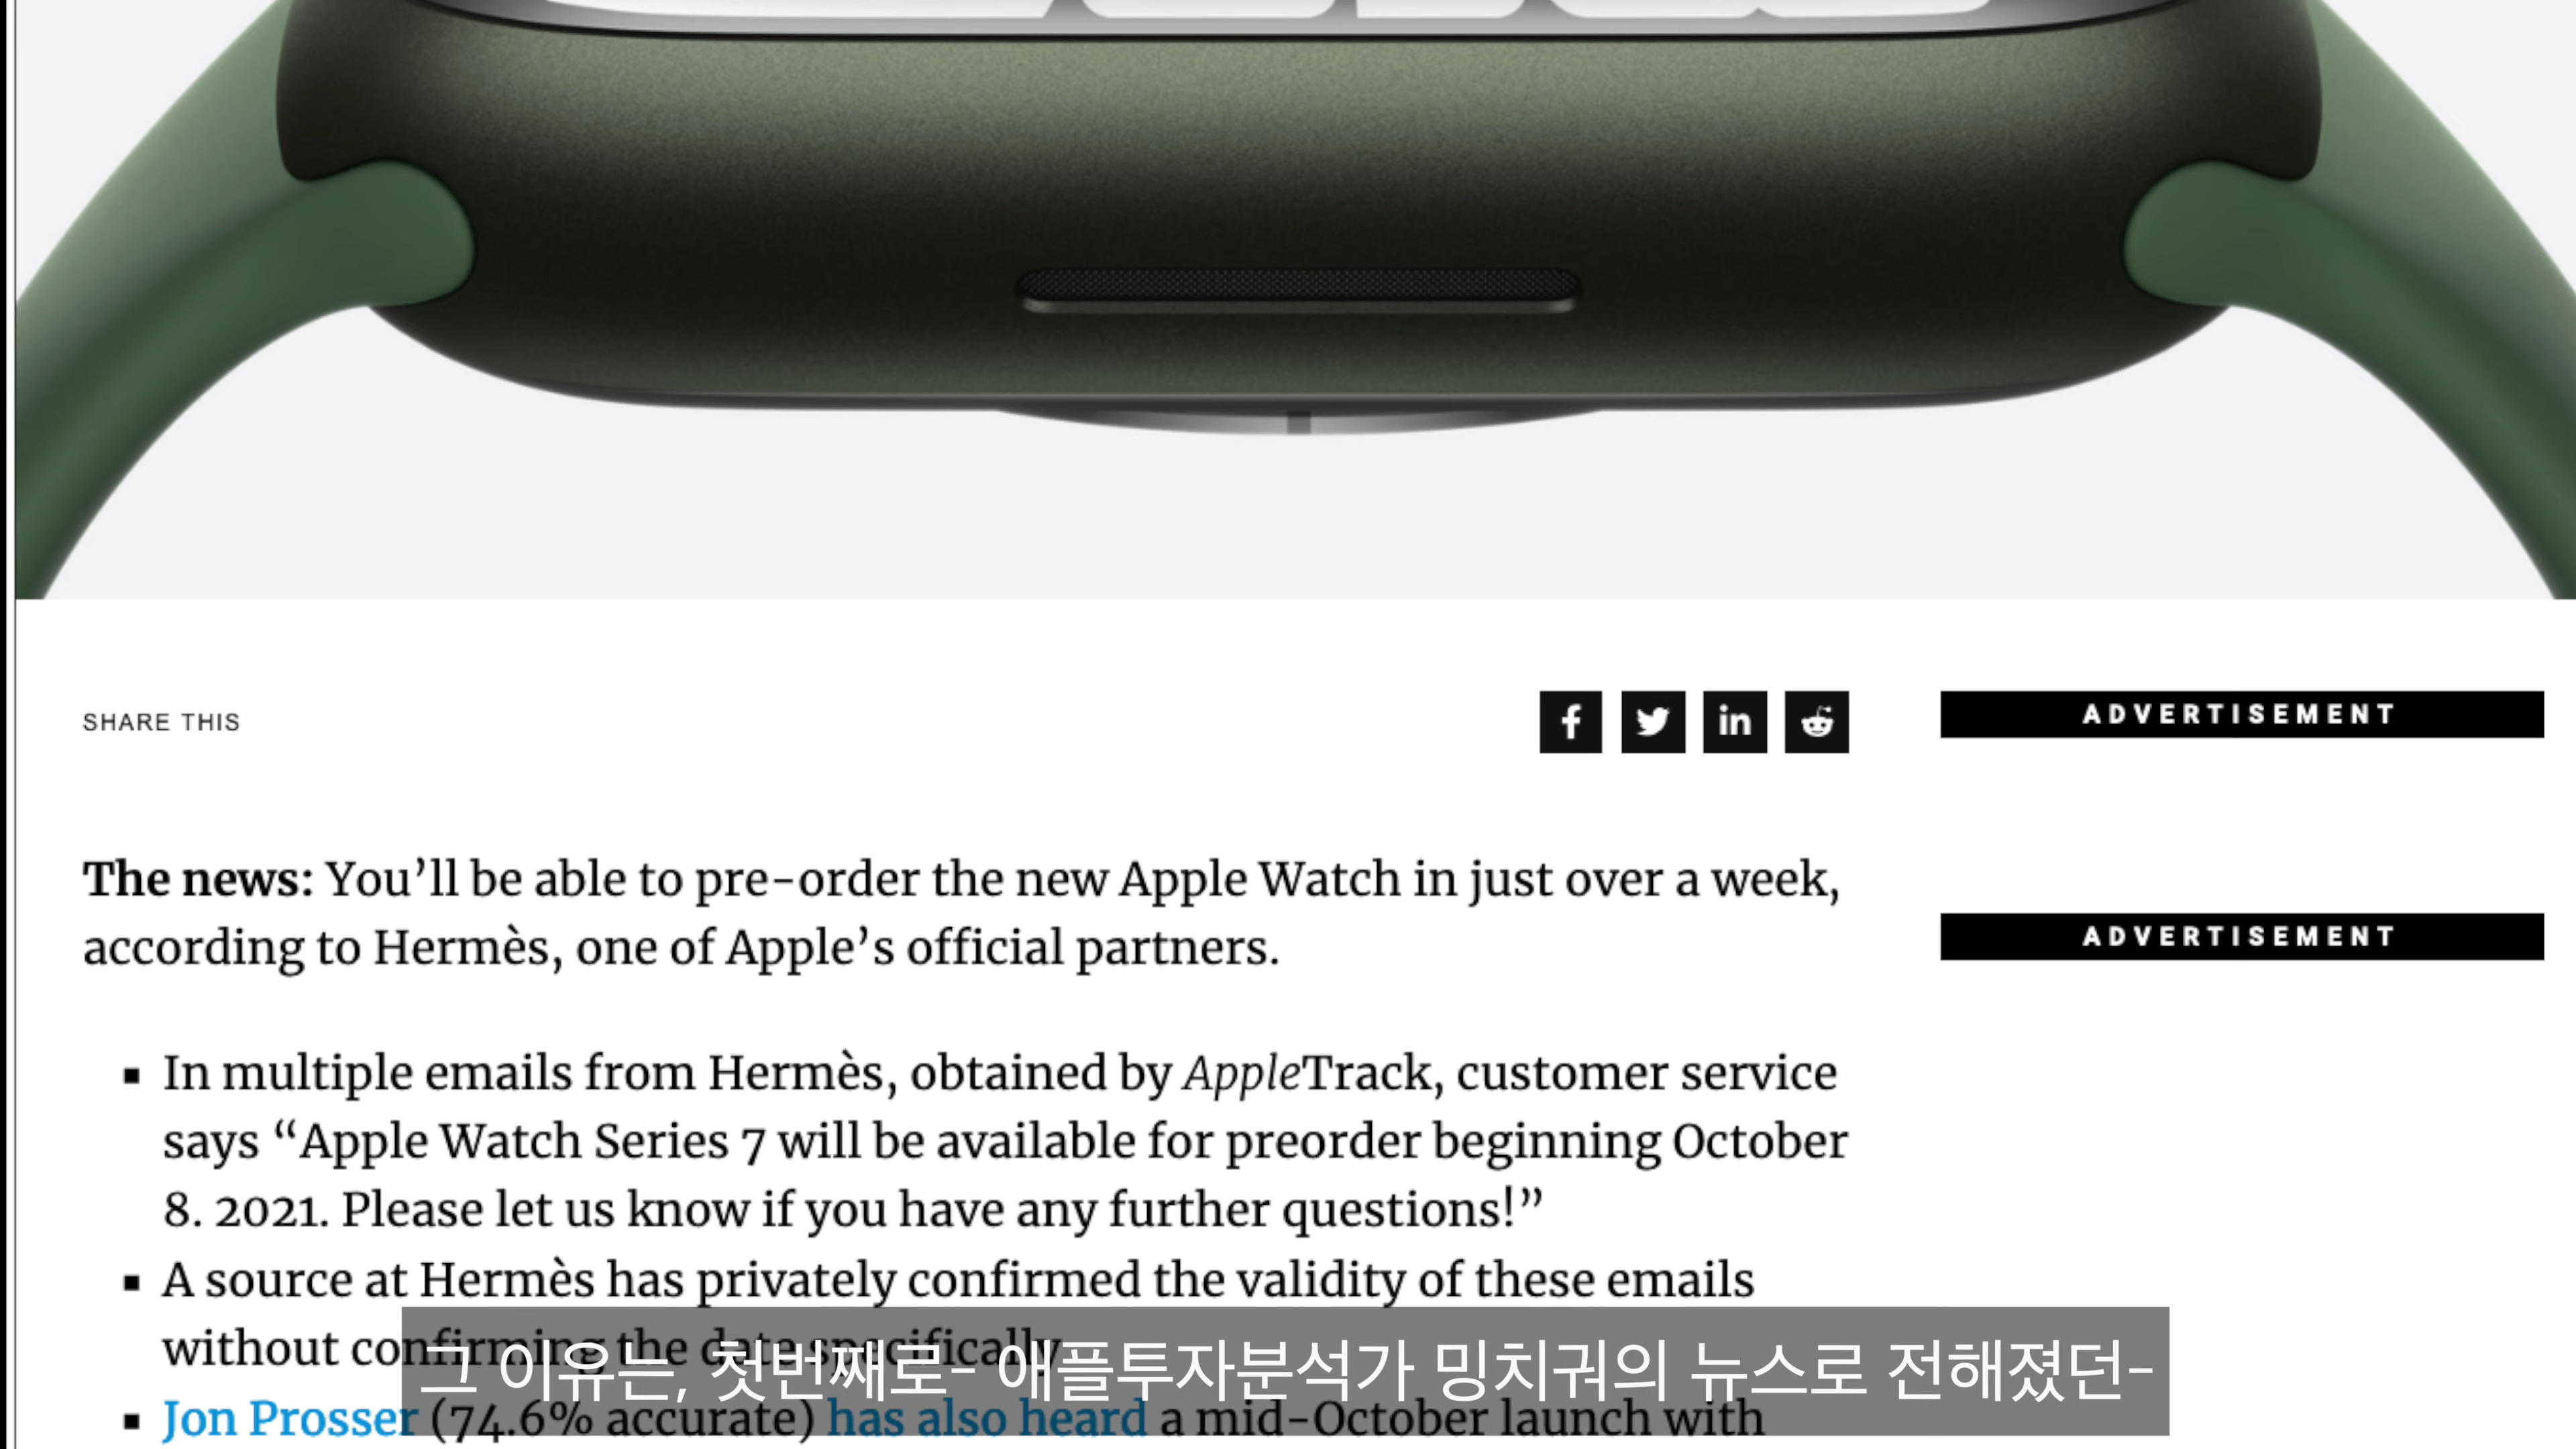 SHARE THIS
ADVERTISEMENT
The news: You’ll be able to pre-order the new Apple Watch in just over a week,
according to Hermès, one of Apple’s official partners.
ADVERTISEMENT
In multiple emails from Hermès, obtained by AppleTrack, customer service
says “Apple Watch Series 7 will be available for preorder beginning October
8. 2021. Please let us know if you have any further questions!”
A source at Hermès has privately confirmed the validity of these emails
without confirming the date specifically
그 이유는, 첫번째로- 애플투자분석가 밍치궈의 뉴스로 전해졌던-
Jon Prosser (74.6% accurate) has also heard a mid-October launch with